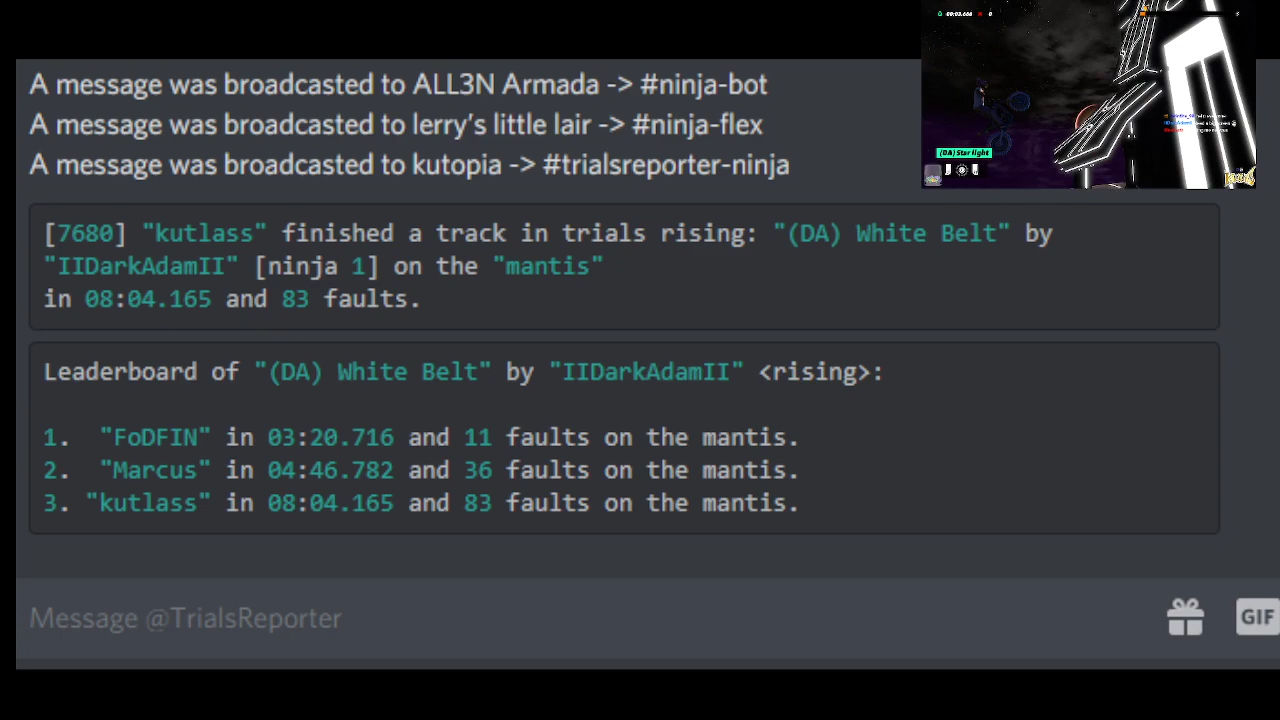 A message was broadcasted to ALL3N Armada -> #ninja-bot
A message was broadcasted to lerry's little lair -> #ninja-flex
A message was broadcasted to kutopia -> #trialsreporter-ninja
[7680] "kutlass" finished a track in trials rising: "(DA) White Belt" by
"IIDarkAdamII" [ninja 1] on the "mantis"
in 08:04.165 and 83 faults.
Leaderboard of "(DA) White Belt" by "IIDarkAdamII" <rising>:
1. "FoDFIN" in 03:20.716 and 11 faults on the mantis.
2. "Marcus" in 04:46.782 and 36 faults on the mantis.
3. "kutlass" in 08:04.165 and 83 faults on the mantis.
Message @TrialsReporter
GIF
(DA) Star light